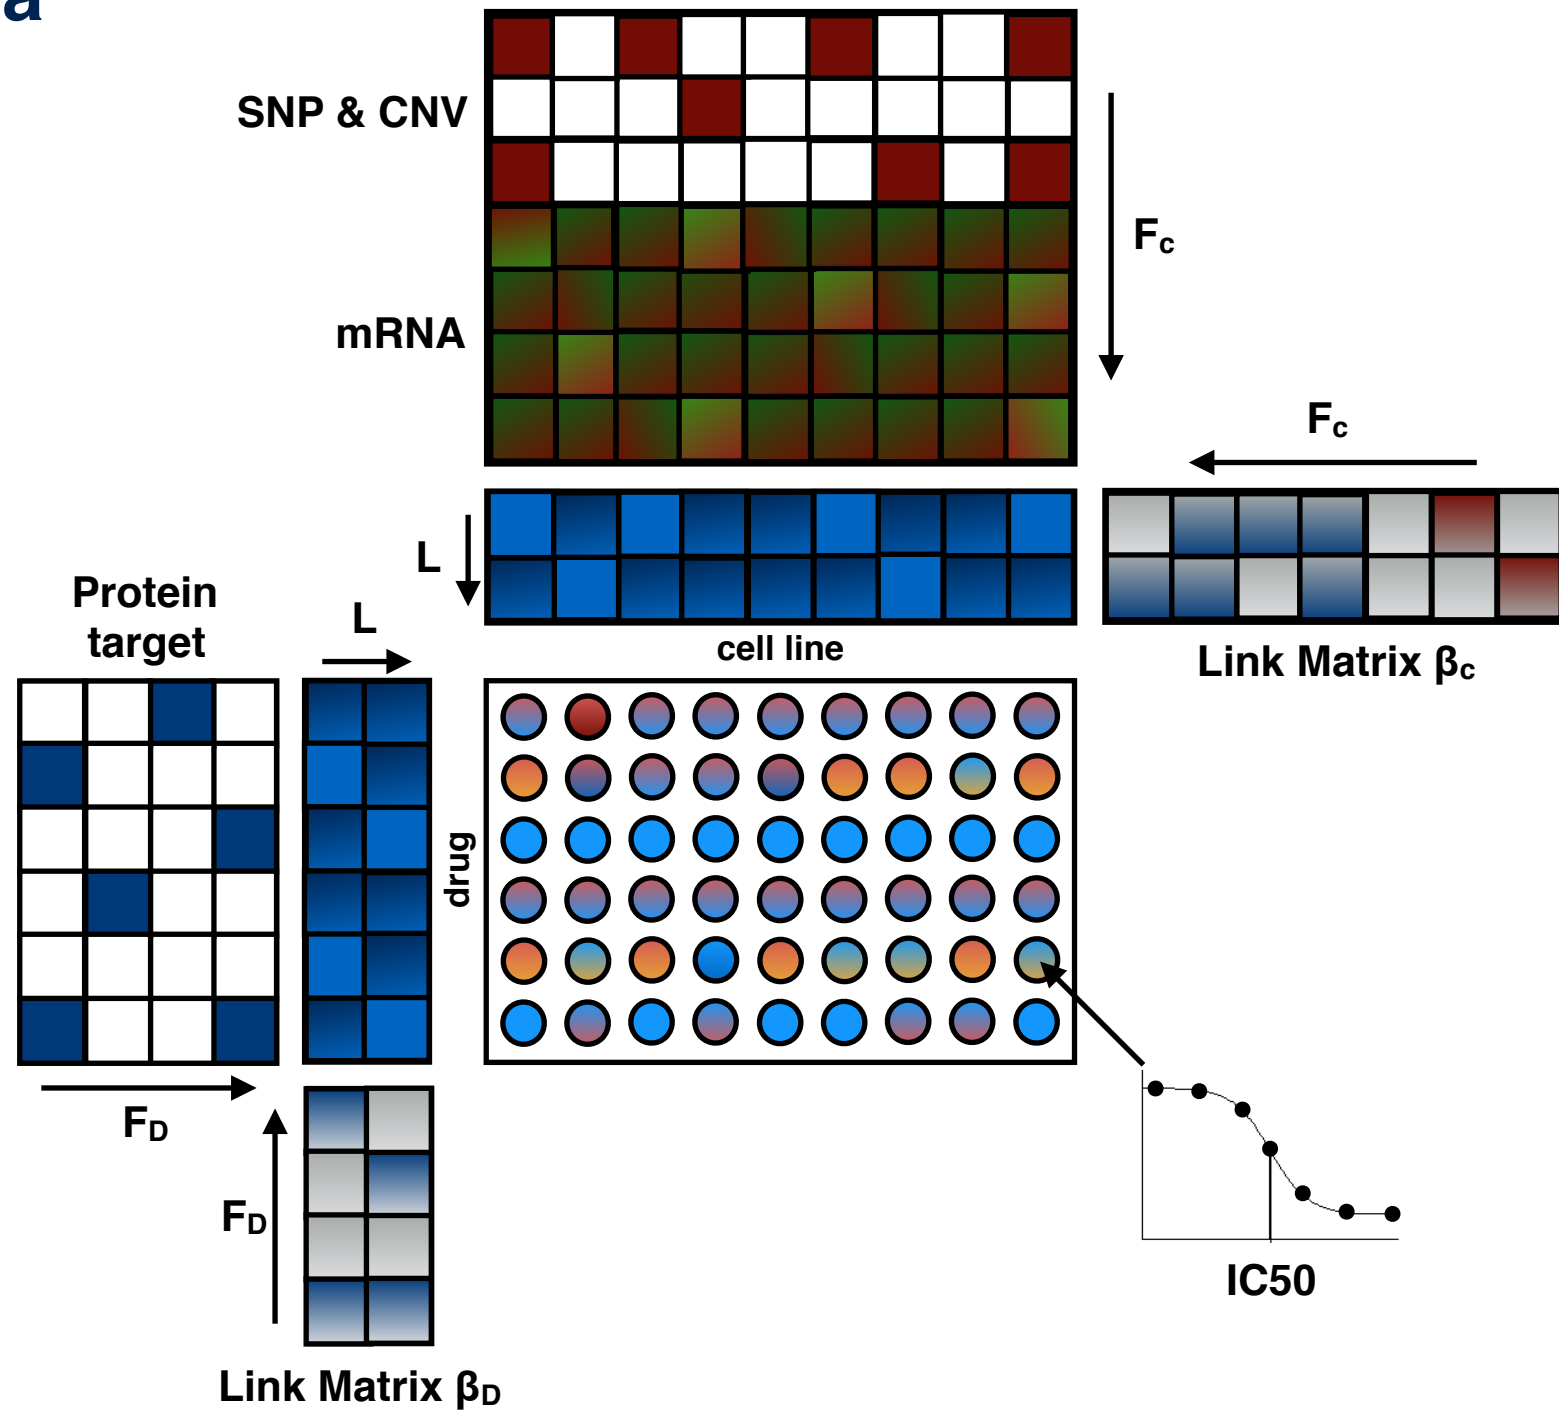 a
SNP & CNV
Fc
mRNA
Fc
L
Protein
target
L
cell line
Link Matrix βc
drug
FD
FD
IC50
Link Matrix βD